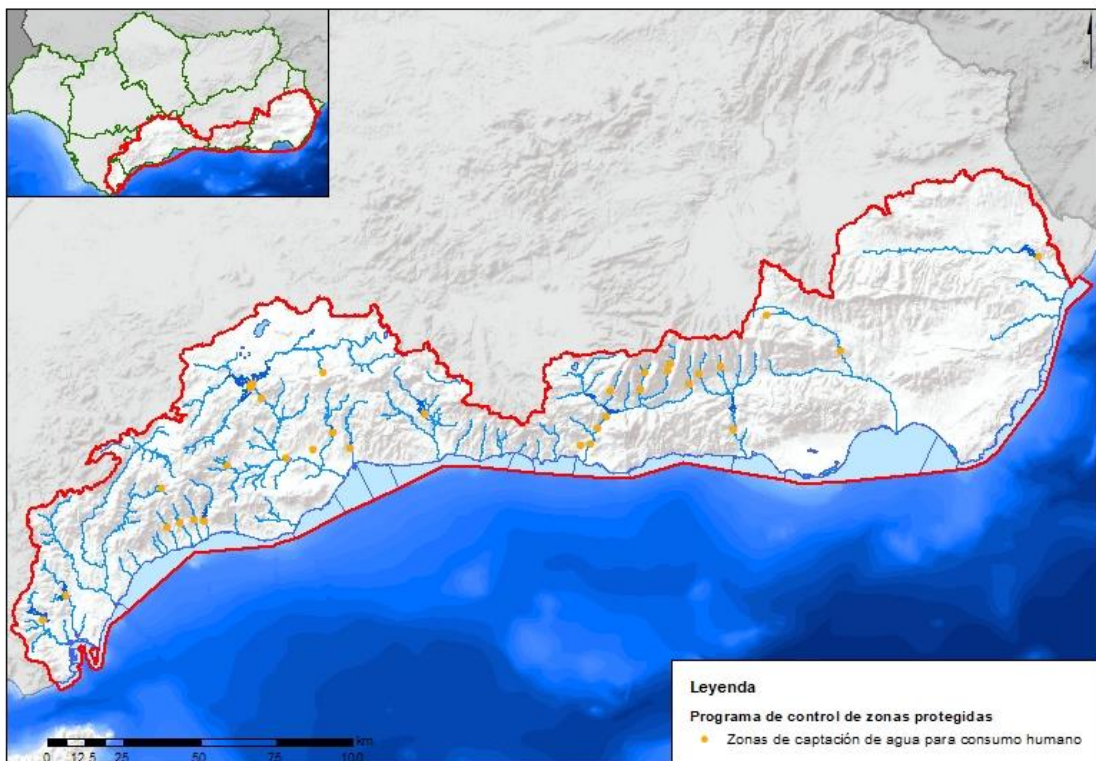 Leyenda
Programa de control de zonas protegidas
Zonas de captación de agua para consumo humano
km
0 12,5 25 50 75 100